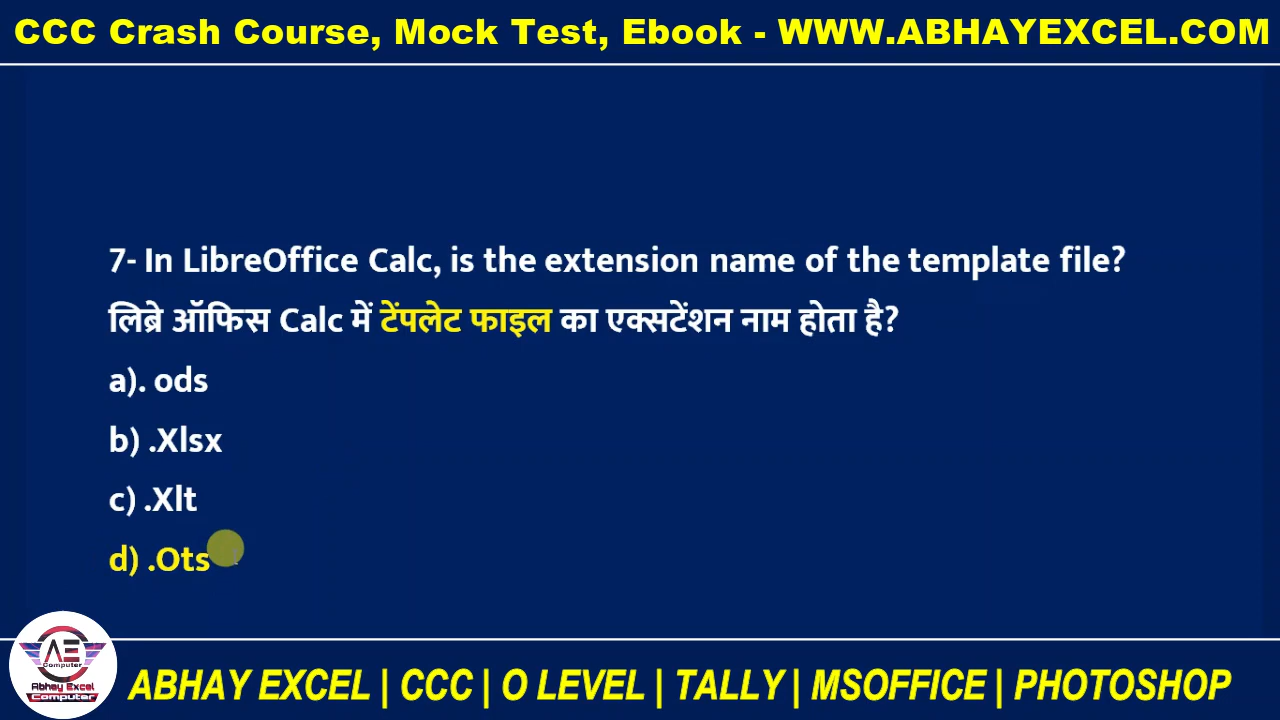 CCC Crash Course, Mock Test, Ebook - WWW.ABHAYEXCEL.COM
7- In LibreOffice Calc, is the extension name of the template file?
लिब्रे ऑफिस Calc में टेंपलेट फाइल का एक्सटेंशन नाम होता है?
a). ods
b) .Xlsx
c) .Xlt
d) .Ots
AE
Computer
Abhay Excel
Computer
ABHAY EXCEL | CCC | O LEVEL | TALLY | MSOFFICE | PHOTOSHOP